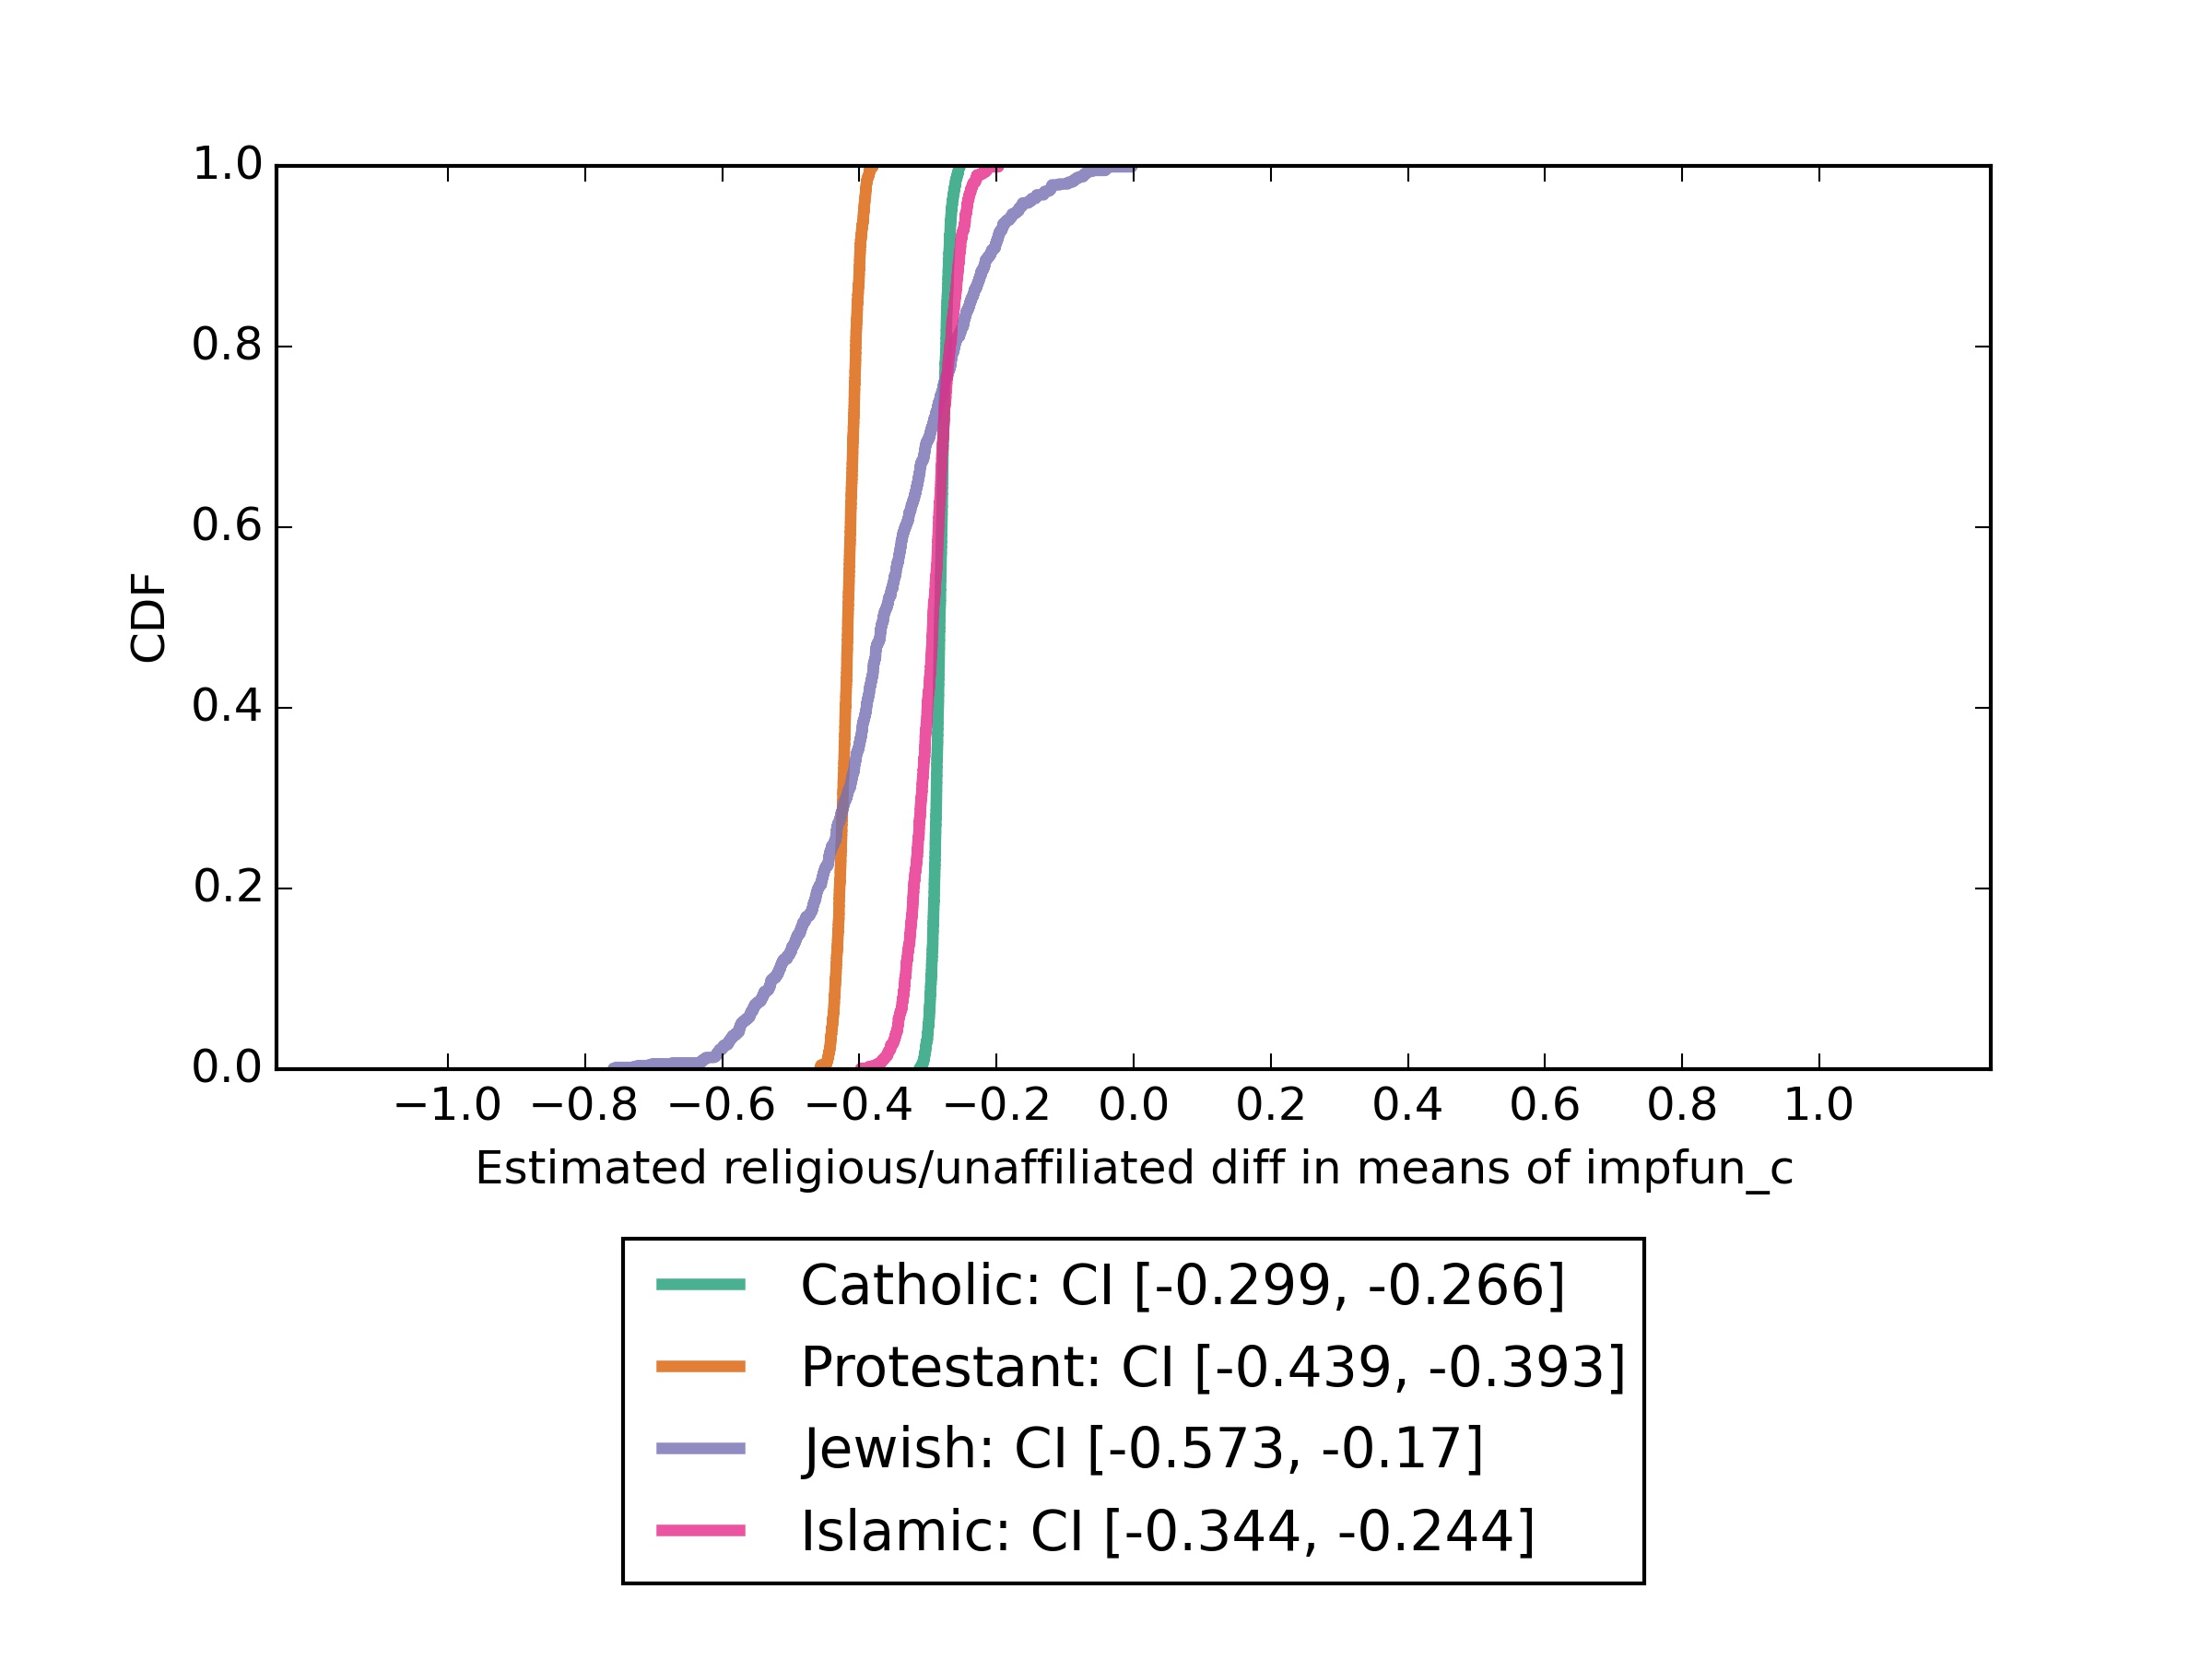 1.0
0.8
0.6
0.4
0.2
0.0
CDF
−1.0 −0.8 −0.6 −0.4 −0.2 0.0 0.2 0.4 0.6 0.8 1.0
Estimated religious/unaffiliated diff in means of impfun_c
Catholic: CI [-0.299, -0.266]
Protestant: CI [-0.439, -0.393]
Jewish: CI [-0.573, -0.17]
Islamic: CI [-0.344, -0.244]